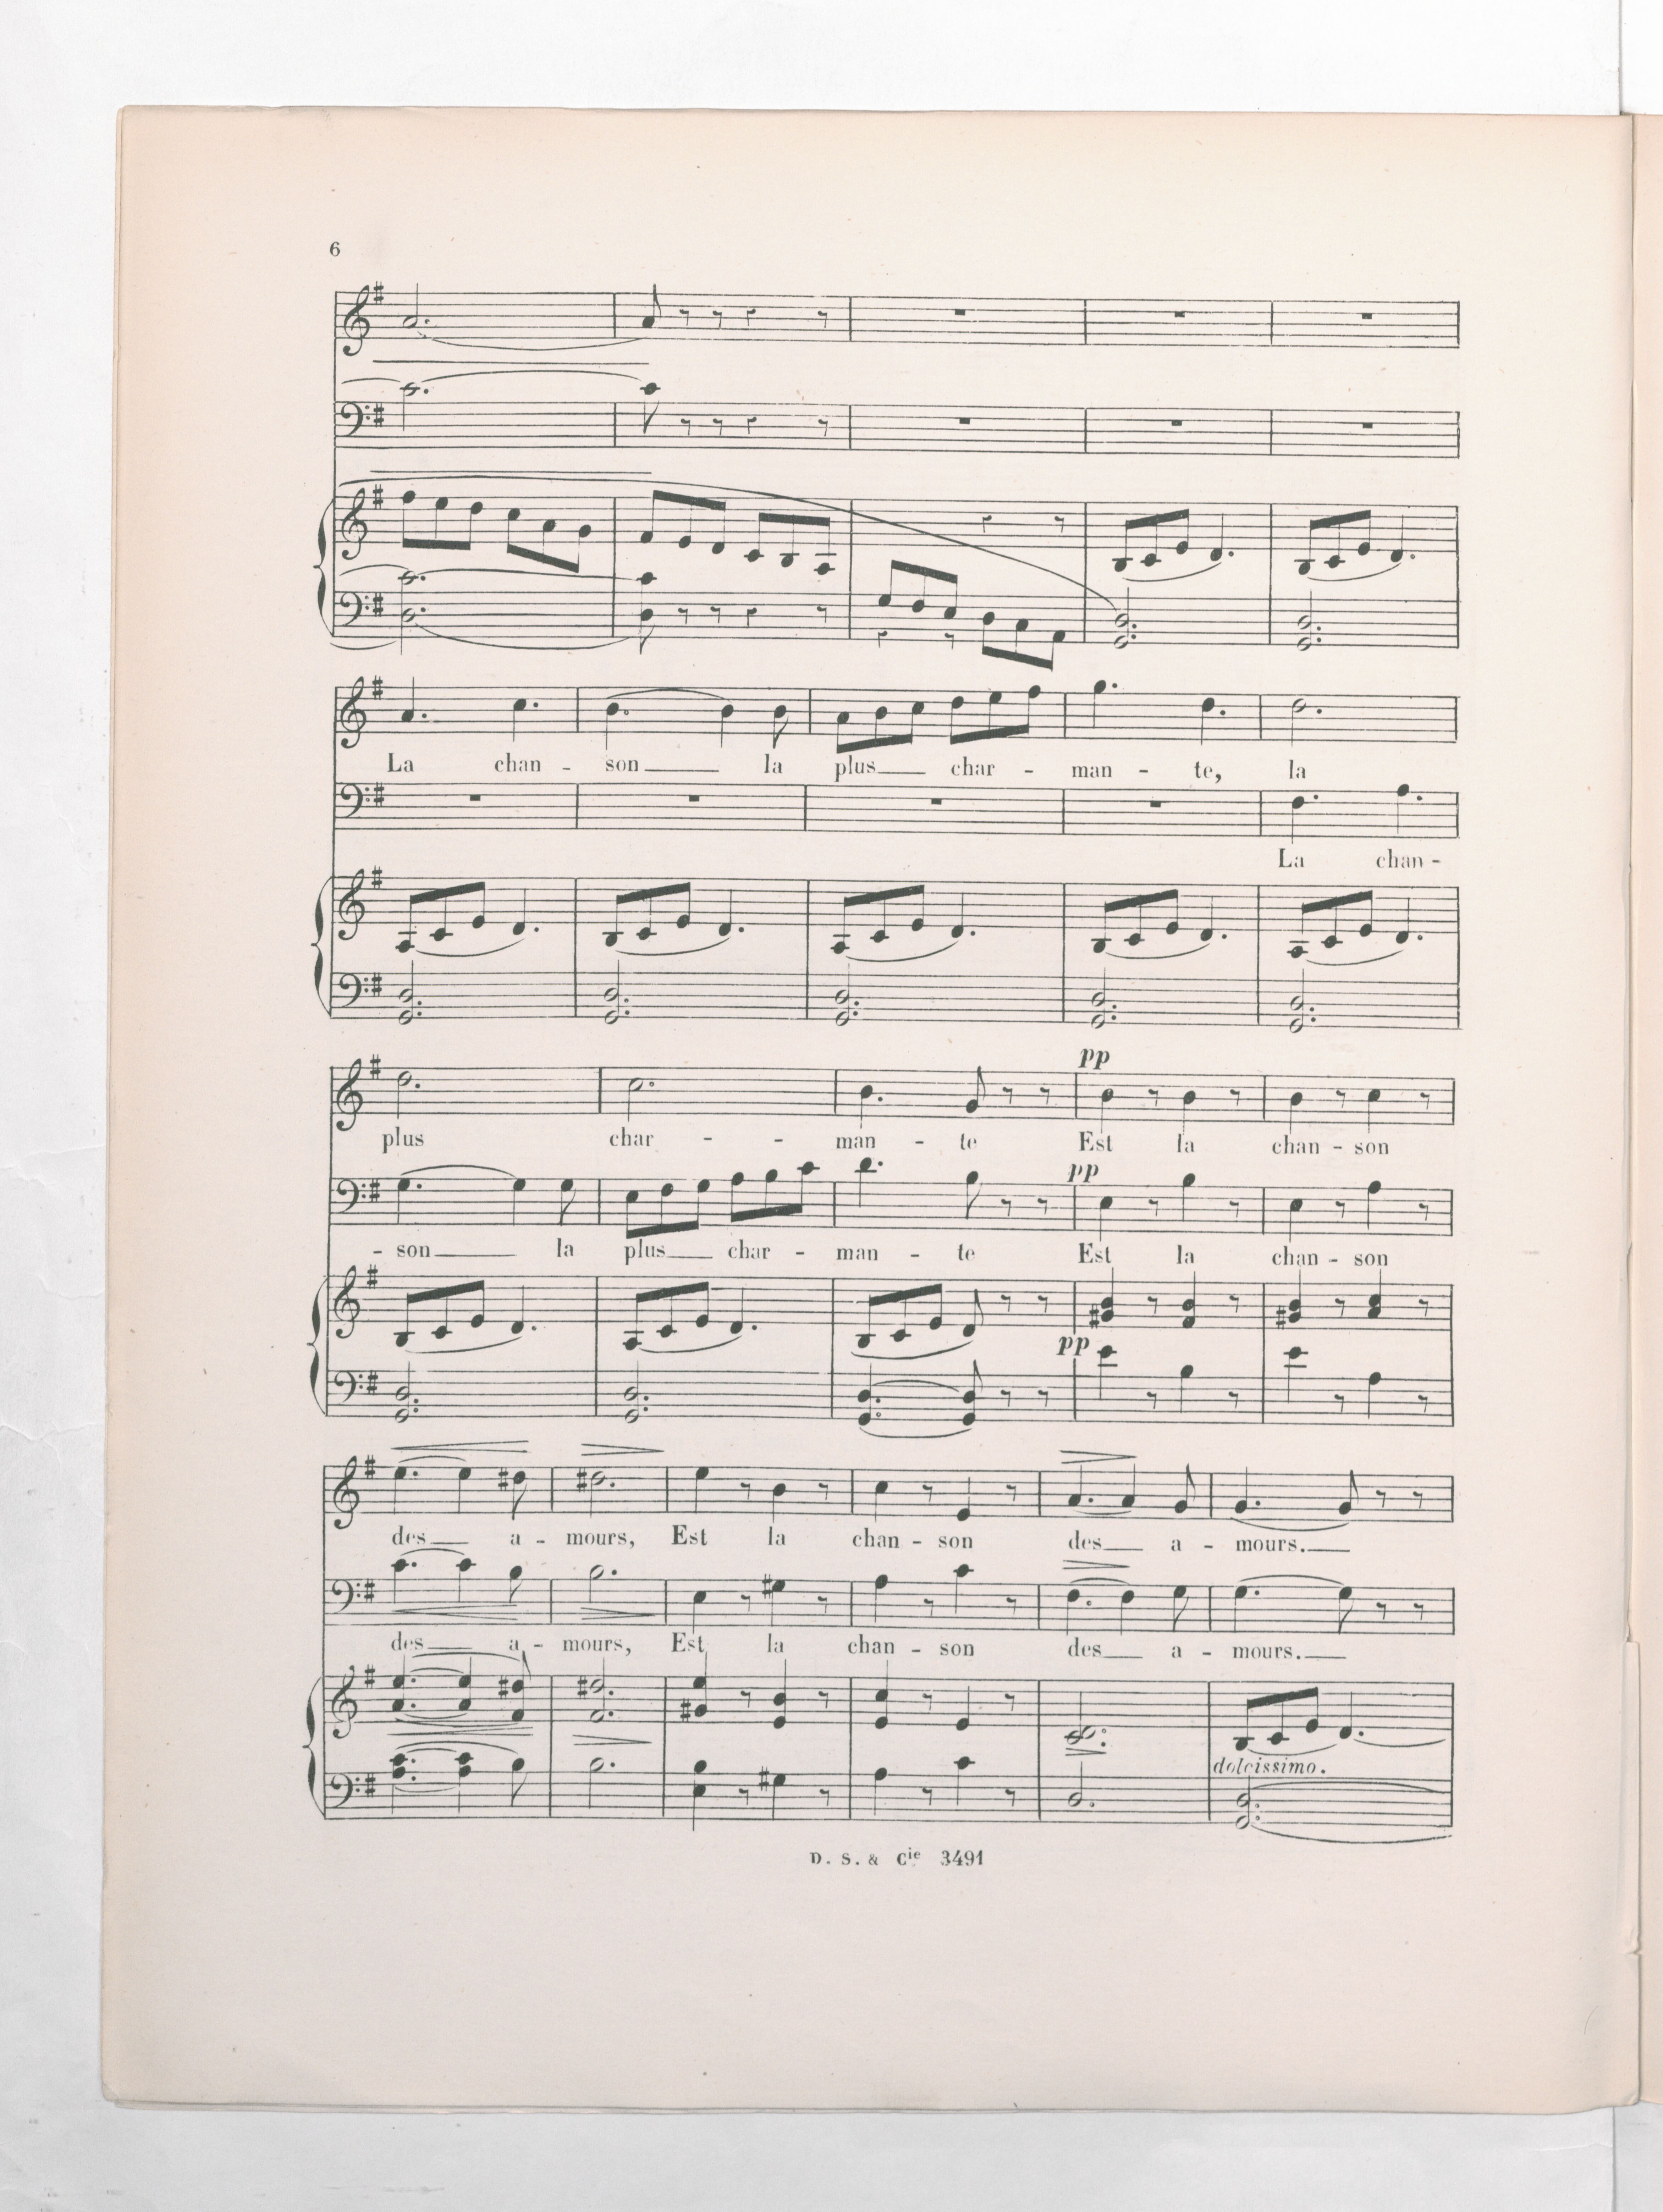 6
La chan - son la plus char - man - te, la
La chan -
plus char - - man - te Est la chan - son
- son la plus char - man - te Est la chan - son
pp
pp
pp
des a - mours, Est la chan - son des a - mours.
des a - mours, Est la chan - son des a - mours.
dolcissimo.
D. S. & Cie 3491